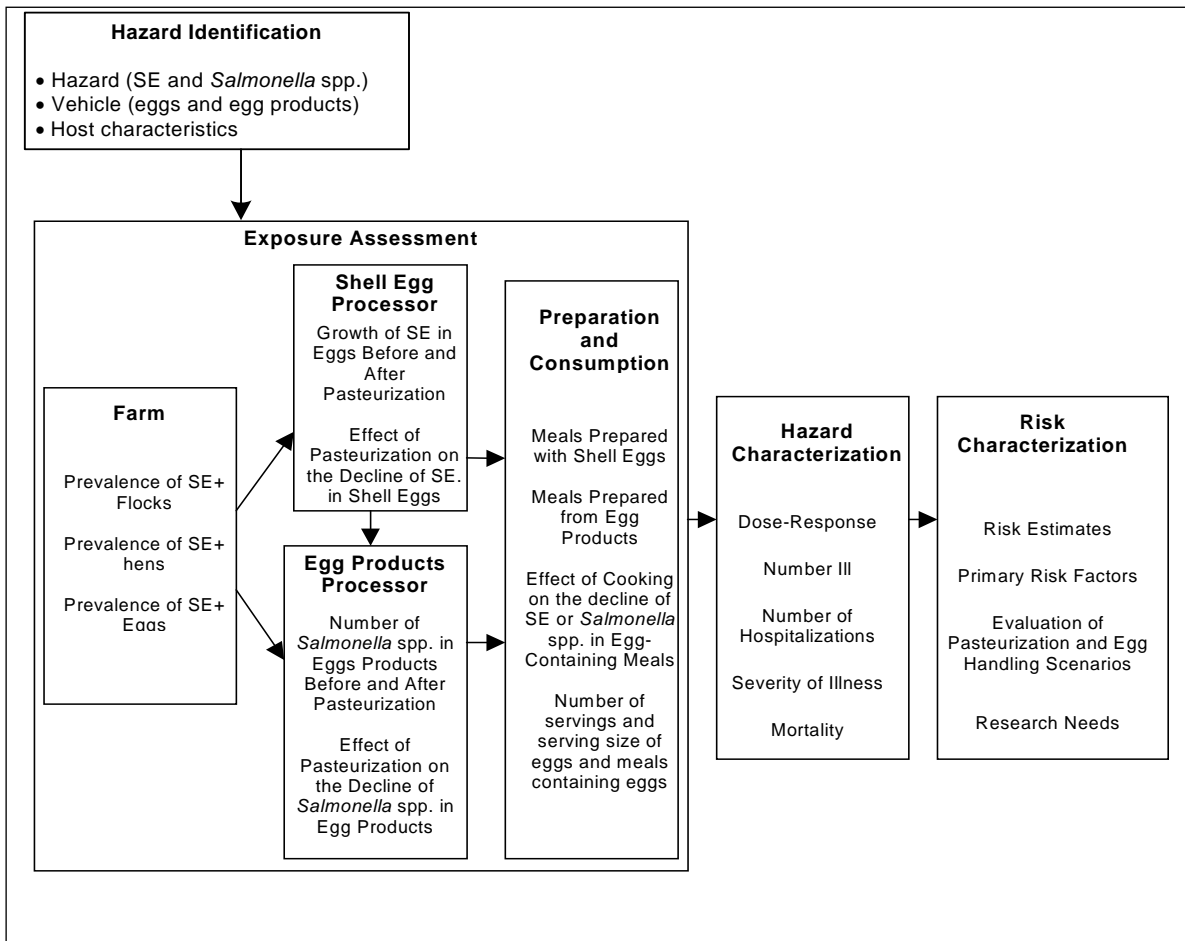 Hazard Identification
• Hazard (SE and Salmonella spp.)
• Vehicle (eggs and egg products)
• Host characteristics
Exposure Assessment
Farm
Prevalence of SE+
Flocks
Prevalence of SE+
hens
Prevalence of SE+
Eggs
Shell Egg
Processor
Growth of SE in
Eggs Before and
After
Pasteurization
Effect of
Pasteurization on
the Decline of SE.
in Shell Eggs
Egg Products
Processor
Number of
Salmonella spp. in
Eggs Products
Before and After
Pasteurization
Effect of
Pasteurization on
the Decline of
Salmonella spp. in
Egg Products
Preparation
and
Consumption
Meals Prepared
with Shell Eggs
Meals Prepared
from Egg
Products
Effect of Cooking
on the decline of
SE or Salmonella
spp. in Egg-
Containing Meals
Number of
servings and
serving size of
eggs and meals
containing eggs
Hazard
Characterization
Dose-Response
Number Ill
Number of
Hospitalizations
Severity of Illness
Mortality
Risk
Characterization
Risk Estimates
Primary Risk Factors
Evaluation of
Pasteurization and Egg
Handling Scenarios
Research Needs